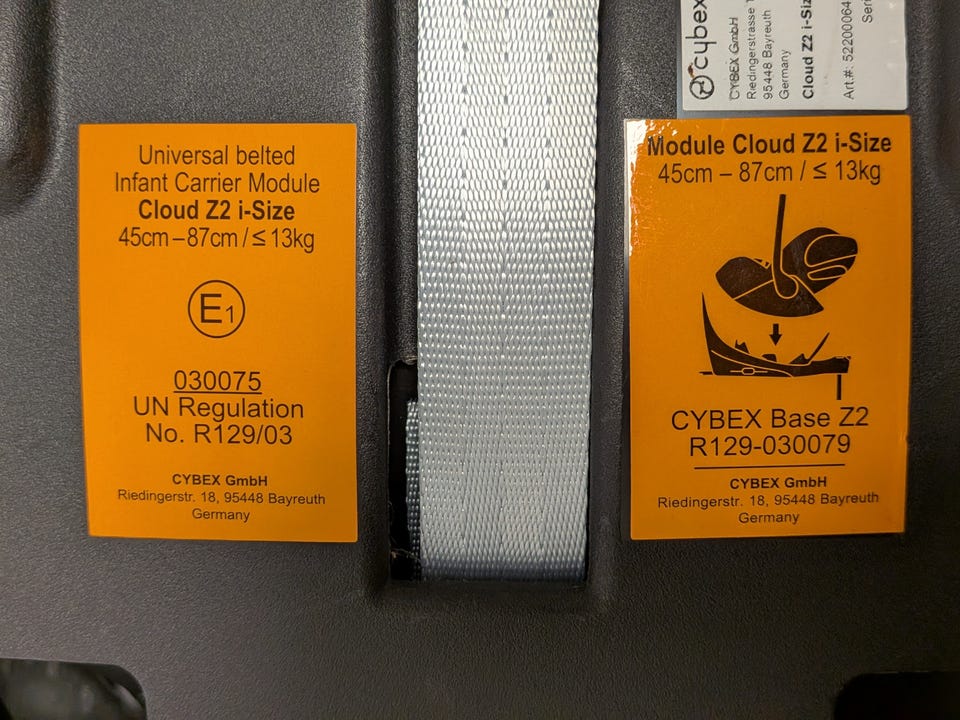 Universal belted
Infant Carrier Module
Cloud Z2 i-Size
45cm – 87cm / ≤ 13kg
E1
030075
UN Regulation
No. R129/03
CYBEX GmbH
Riedingerstr. 18, 95448 Bayreuth
Germany
cybex
CYBEX GmbH
Riedingerstrasse
95448 Bayreuth
Germany
Cloud Z2
Art.#:
Module Cloud Z2 i-Size
45cm – 87cm / ≤ 13kg
CYBEX Base Z2
R129-030079
CYBEX GmbH
Riedingerstr. 18, 95448 Bayreuth
Germany